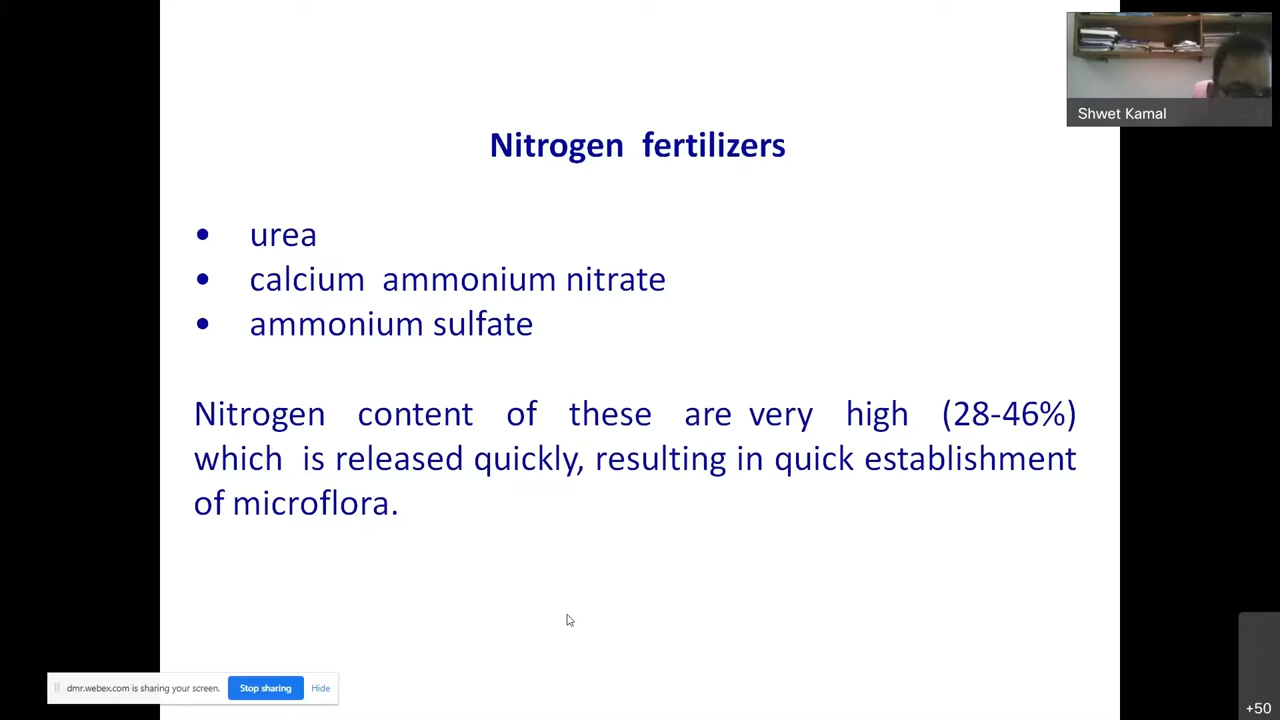 Shwet Kamal
Nitrogen fertilizers
• urea
• calcium ammonium nitrate
• ammonium sulfate
Nitrogen content of these are very high (28-46%)
which is released quickly, resulting in quick establishment
of microflora.
dmr.webex.com is sharing your screen. Stop sharing Hide
+50